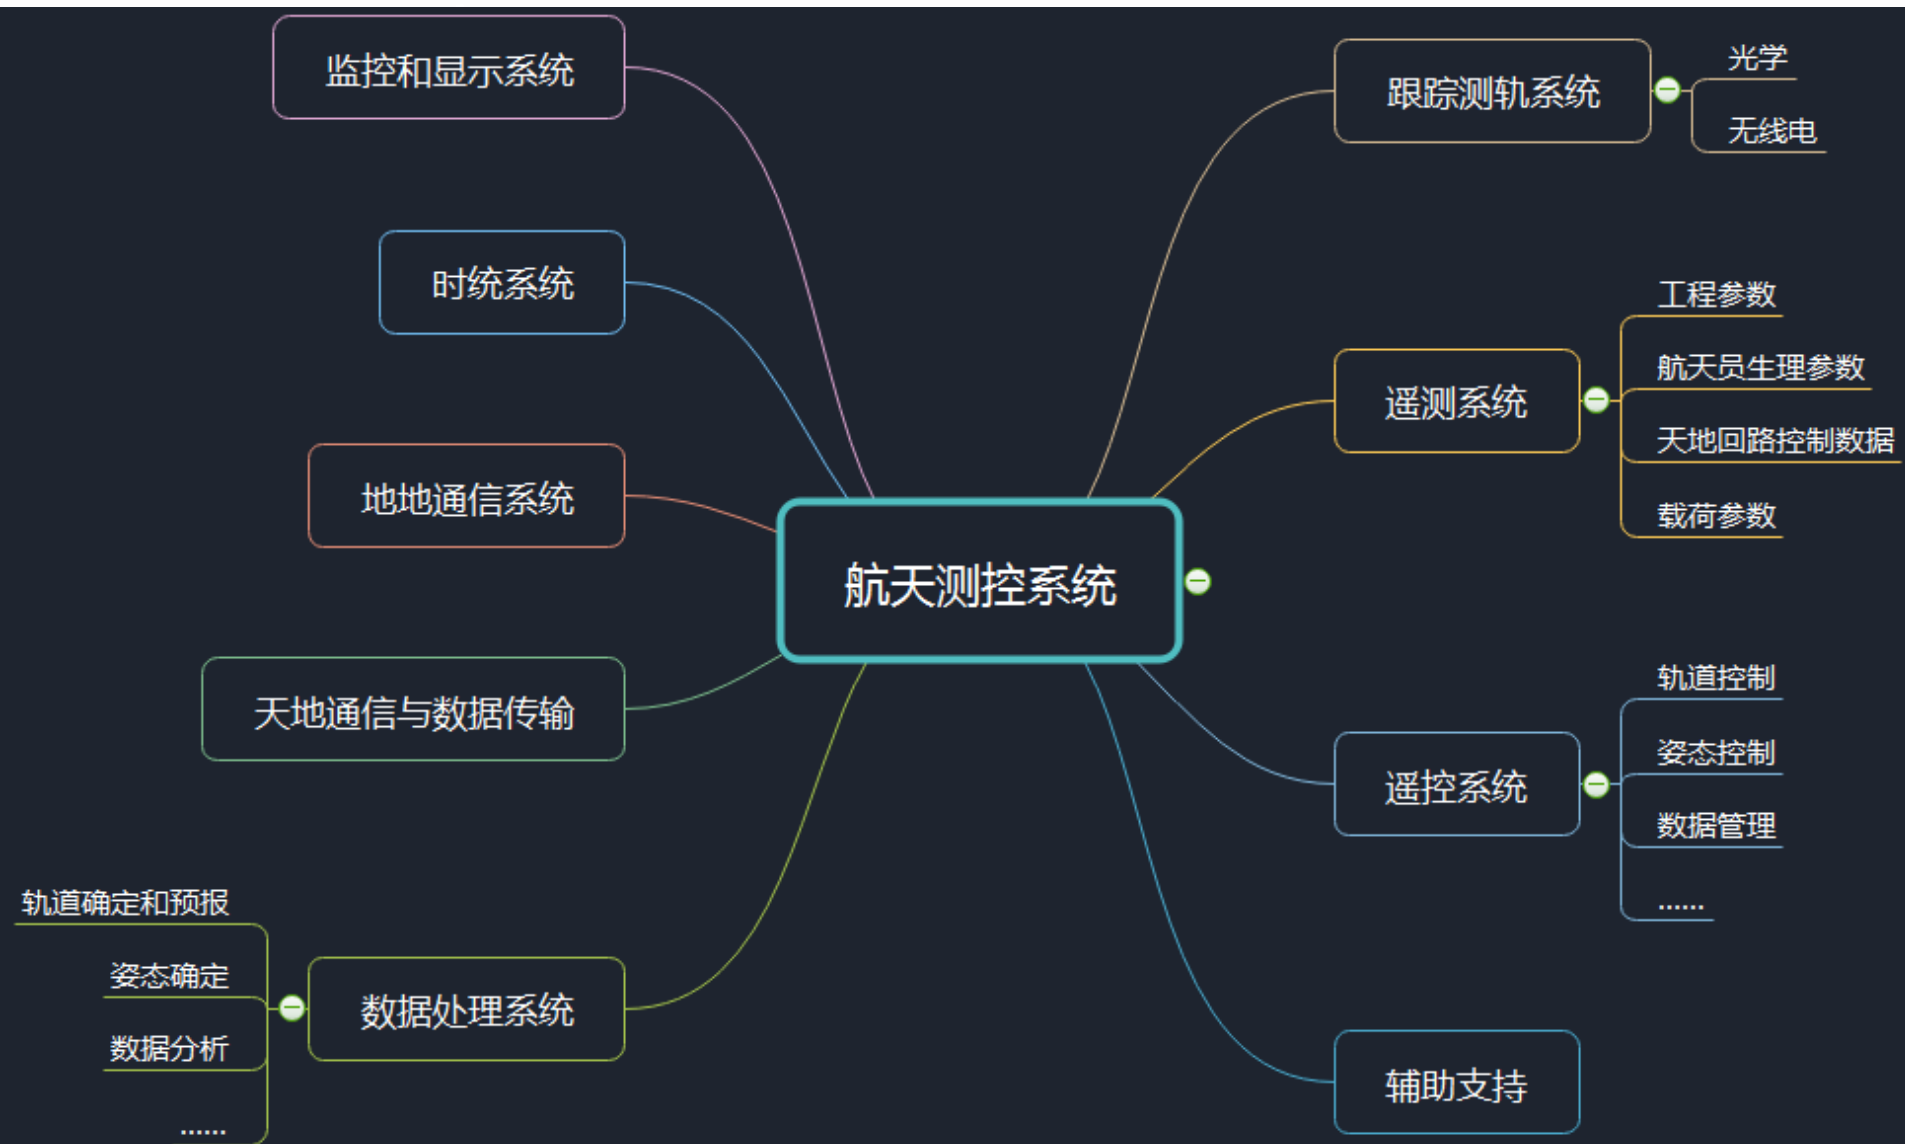 航天测控系统
跟踪测轨系统
光学
无线电
遥测系统
工程参数
航天员生理参数
天地回路控制数据
载荷参数
遥控系统
轨道控制
姿态控制
数据管理
......
辅助支持
监控和显示系统
时统系统
地地通信系统
天地通信与数据传输
数据处理系统
轨道确定和预报
姿态确定
数据分析
......